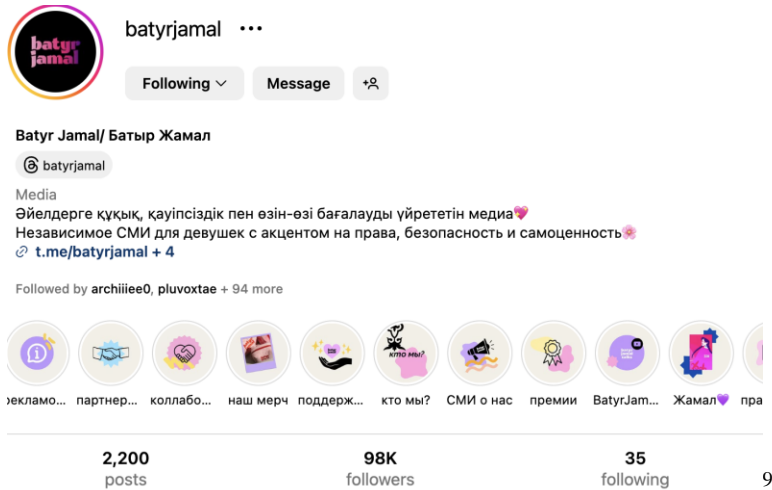 batyr
jamal
batyrjamal
Following
Message
Batyr Jamal/ Батыр Жамал
batyrjamal
Media
Әйелдерге құқық, қауіпсіздік пен өзін-өзі бағалауды үйрететін медиа💖
Независимое СМИ для девушек с акцентом на права, безопасность и самоценность🌸
t.me/batyrjamal + 4
Followed by archiiiee0, pluvoxtae + 94 more
кто мы?
рекламо... партнер... коллабо... наш мерч поддерж... кто мы? СМИ о нас премии BatyrJam... Жамал💜 пра
2,200 98K 35
posts followers following
9